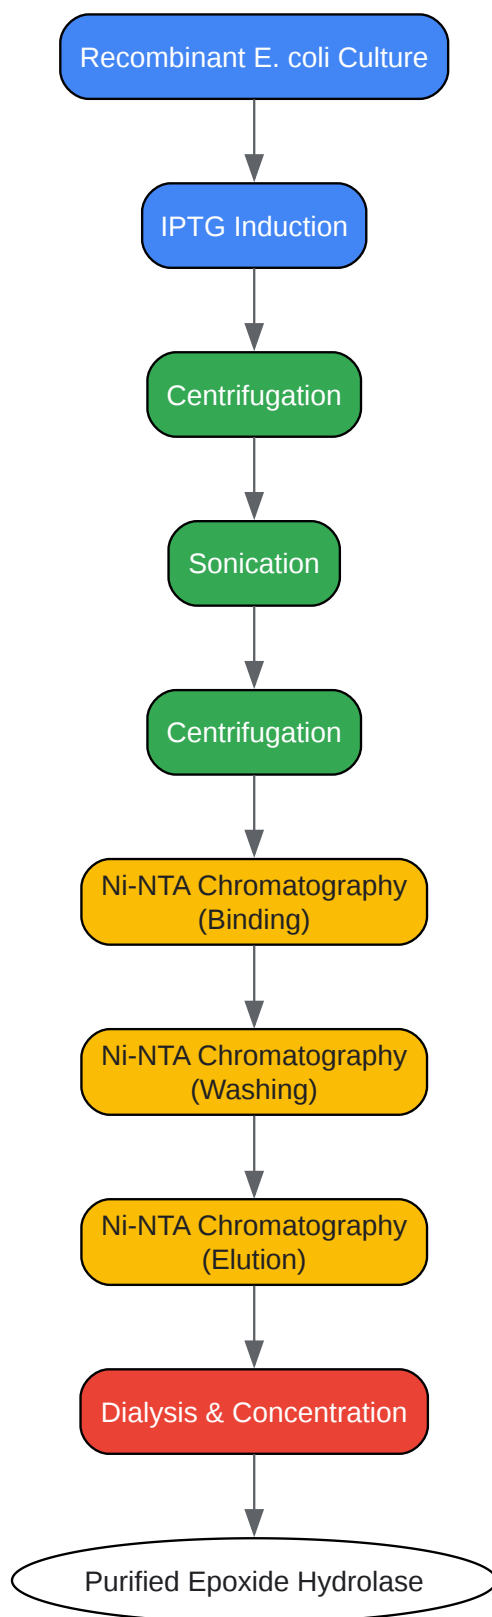 Recombinant E. coli Culture
IPTG Induction
Centrifugation
Sonication
Centrifugation
Ni-NTA Chromatography
(Binding)
Ni-NTA Chromatography
(Washing)
Ni-NTA Chromatography
(Elution)
Dialysis & Concentration
Purified Epoxide Hydrolase